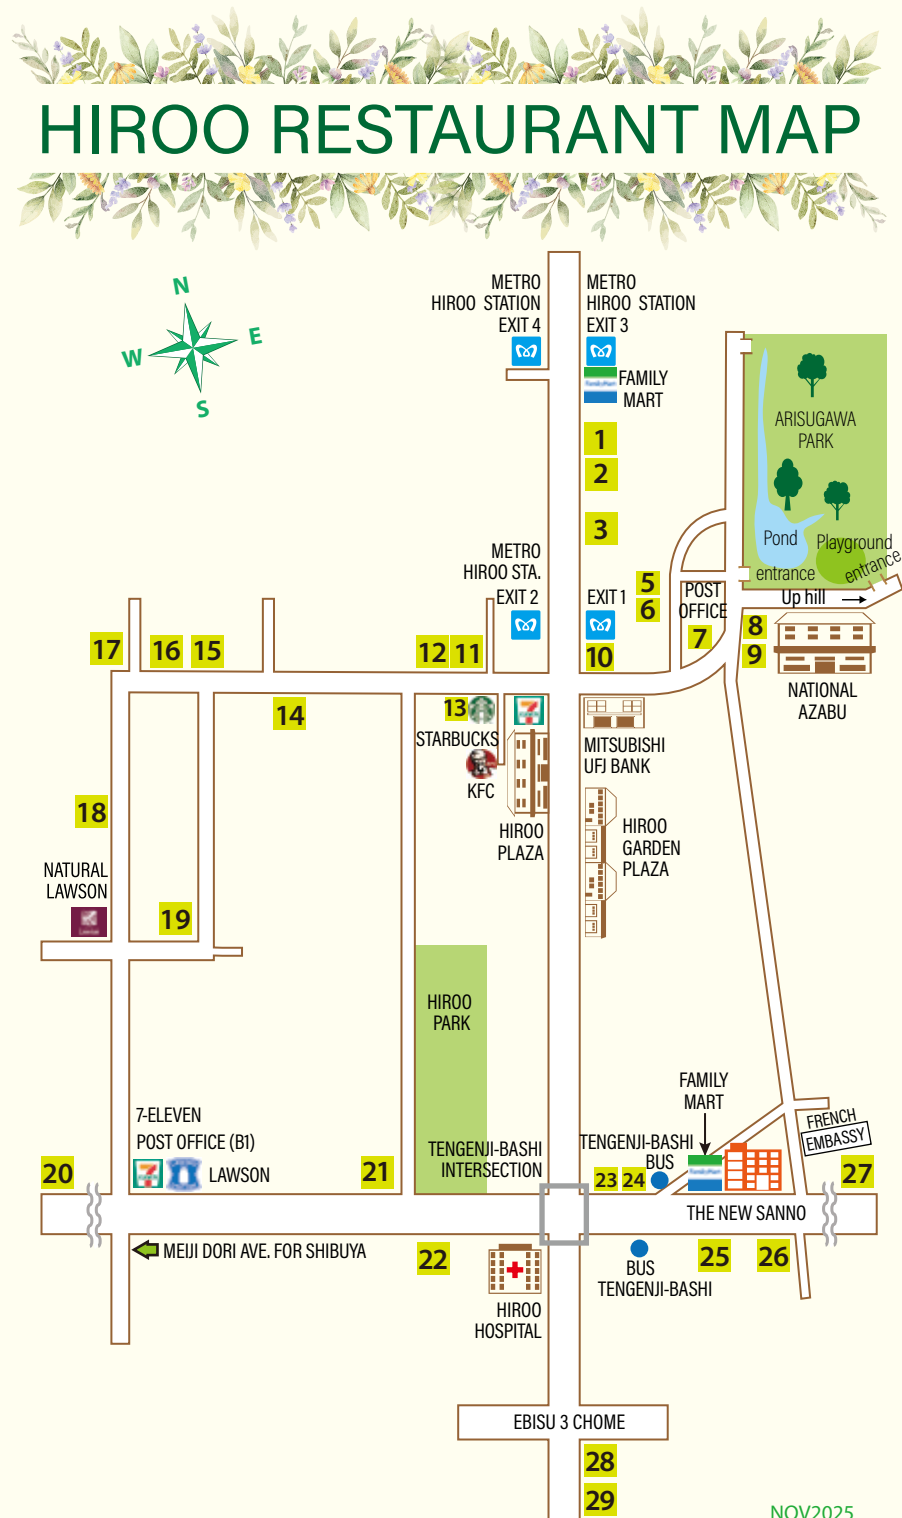 HIROO RESTAURANT MAP
N
E
W
S
METRO
HIROO STATION
EXIT 4
METRO
HIROO STATION
EXIT 3
FamilyMart
FAMILY
MART
ARISUGAWA
PARK
1
2
3
Pond
Playground
entrance
entrance
Up hill
METRO
HIROO STA.
EXIT 2
EXIT 1
5
6
POST
OFFICE
7
8
9
NATIONAL
AZABU
10
17
16
15
12
11
14
13
STARBUCKS
KFC
HIROO
PLAZA
MITSUBISHI
UFJ BANK
HIROO
GARDEN
PLAZA
18
NATURAL
LAWSON
19
HIROO
PARK
FAMILY
MART
FRENCH
EMBASSY
7-ELEVEN
POST OFFICE (B1)
LAWSON
TENGENJI-BASHI
INTERSECTION
TENGENJI-BASHI
BUS
FamilyMart
20
21
23
24
27
THE NEW SANNO
MEIJI DORI AVE. FOR SHIBUYA
22
25
26
BUS
TENGENJI-BASHI
HIROO
HOSPITAL
EBISU 3 CHOME
28
29
NOV2025